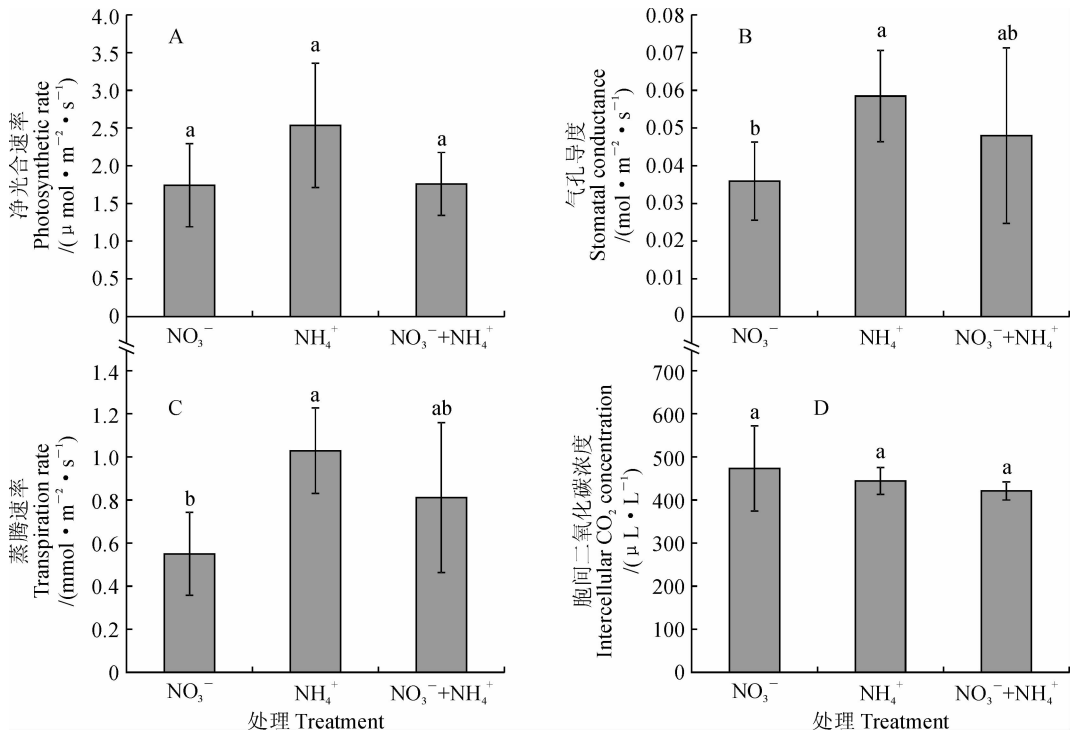 A
净光合速率
Photosynthetic rate
/(μ mol·m⁻²·s⁻¹)
4.0
3.5
3.0
2.5
2.0
1.5
1.0
0.5
0
a
a
a
NO₃⁻
NH₄⁺
NO₃⁻+NH₄⁺
B
气孔导度
Stomatal conductance
/(mol·m⁻²·s⁻¹)
0.08
0.07
0.06
0.05
0.04
0.03
0.02
0.01
0
b
a
ab
NO₃⁻
NH₄⁺
NO₃⁻+NH₄⁺
C
蒸腾速率
Transpiration rate
/(mmol·m⁻²·s⁻¹)
1.4
1.2
1.0
0.8
0.6
0.4
0.2
0
b
a
ab
NO₃⁻
NH₄⁺
NO₃⁻+NH₄⁺
处理 Treatment
D
胞间二氧化碳浓度
Intercellular CO₂ concentration
/(μ L·L⁻¹)
700
600
500
450
400
300
200
100
0
a
a
a
NO₃⁻
NH₄⁺
NO₃⁻+NH₄⁺
处理 Treatment